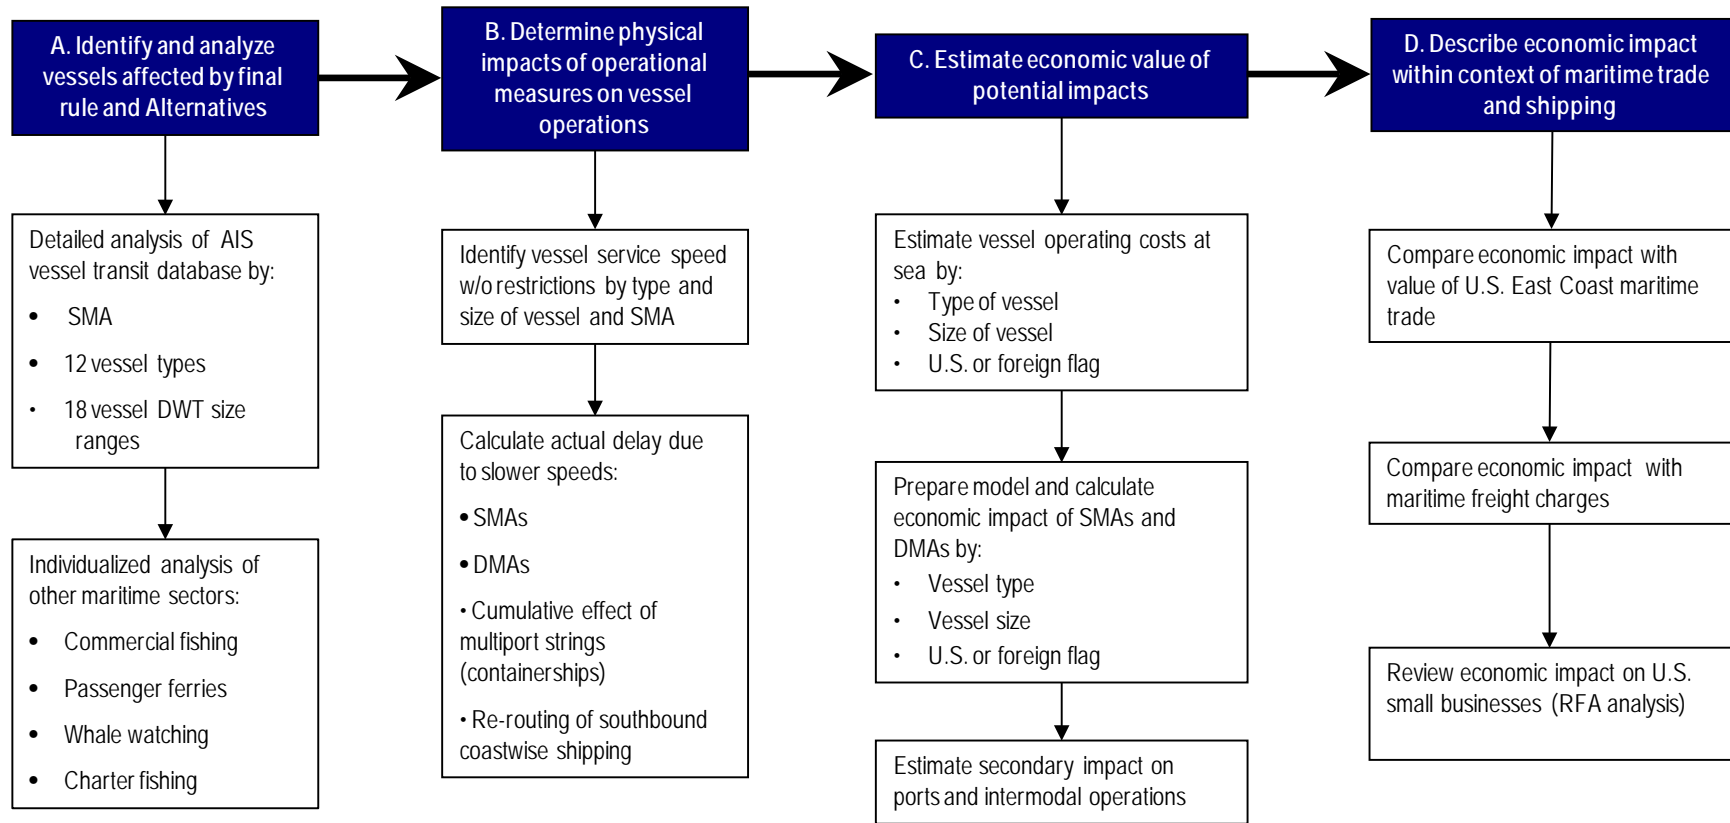 A. Identify and analyze
vessels affected by final
rule and Alternatives
B. Determine physical
impacts of operational
measures on vessel
operations
C. Estimate economic value of
potential impacts
D. Describe economic impact
within context of maritime trade
and shipping
Detailed analysis of AIS
vessel transit database by:
• SMA
• 12 vessel types
• 18 vessel DWT size
ranges
Individualized analysis of
other maritime sectors:
• Commercial fishing
• Passenger ferries
• Whale watching
• Charter fishing
Identify vessel service speed
w/o restrictions by type and
size of vessel and SMA
Calculate actual delay due
to slower speeds:
• SMAs
• DMAs
• Cumulative effect of
multiport strings
(containerships)
• Re-routing of southbound
coastwise shipping
Estimate vessel operating costs at
sea by:
• Type of vessel
• Size of vessel
• U.S. or foreign flag
Prepare model and calculate
economic impact of SMAs and
DMAs by:
• Vessel type
• Vessel size
• U.S. or foreign flag
Estimate secondary impact on
ports and intermodal operations
Compare economic impact with
value of U.S. East Coast maritime
trade
Compare economic impact with
maritime freight charges
Review economic impact on U.S.
small businesses (RFA analysis)